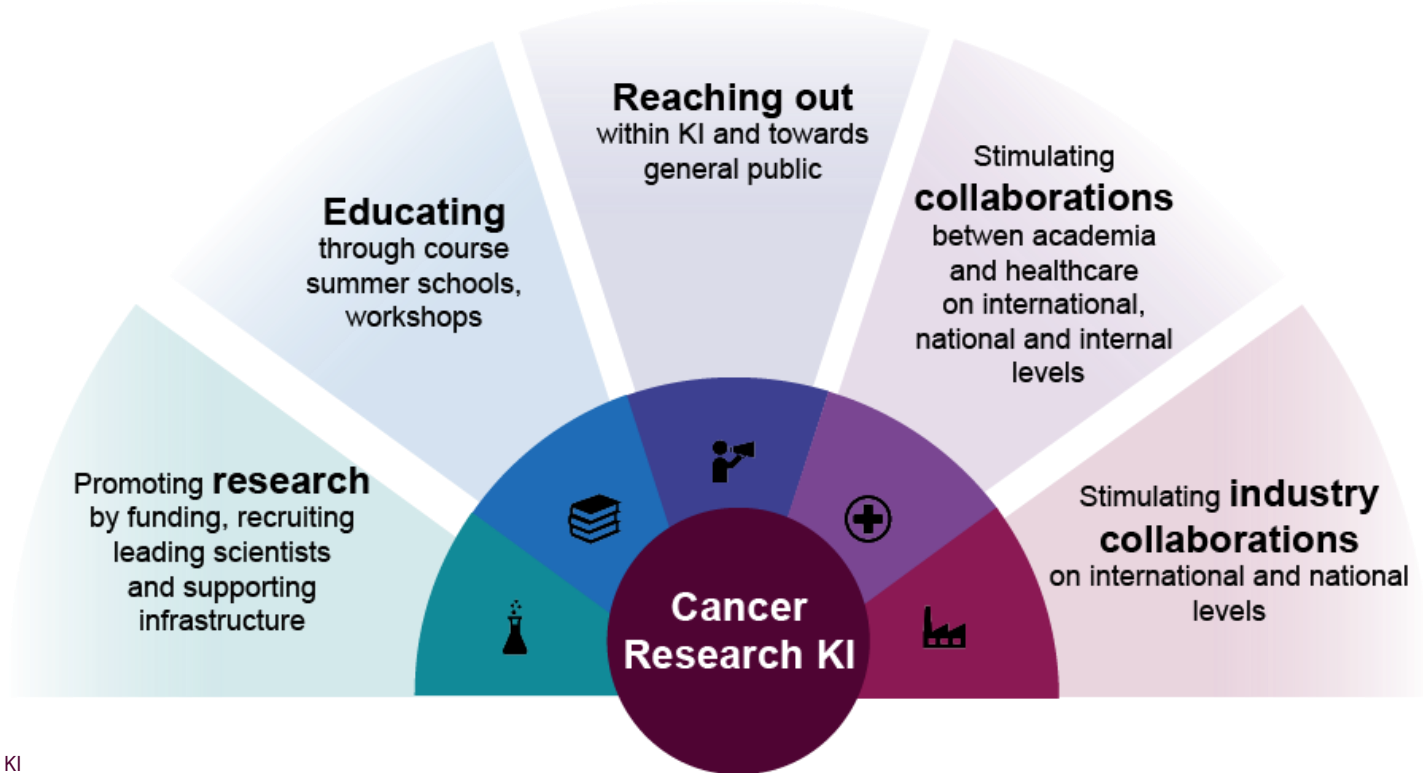 Reaching out
within KI and towards
general public
Educating
through course
summer schools,
workshops
Stimulating
collaborations
betwen academia
and healthcare
on international,
national and internal
levels
Promoting research
by funding, recruiting
leading scientists
and supporting
infrastructure
Stimulating industry
collaborations
on international and national
levels
Cancer
Research KI
KI